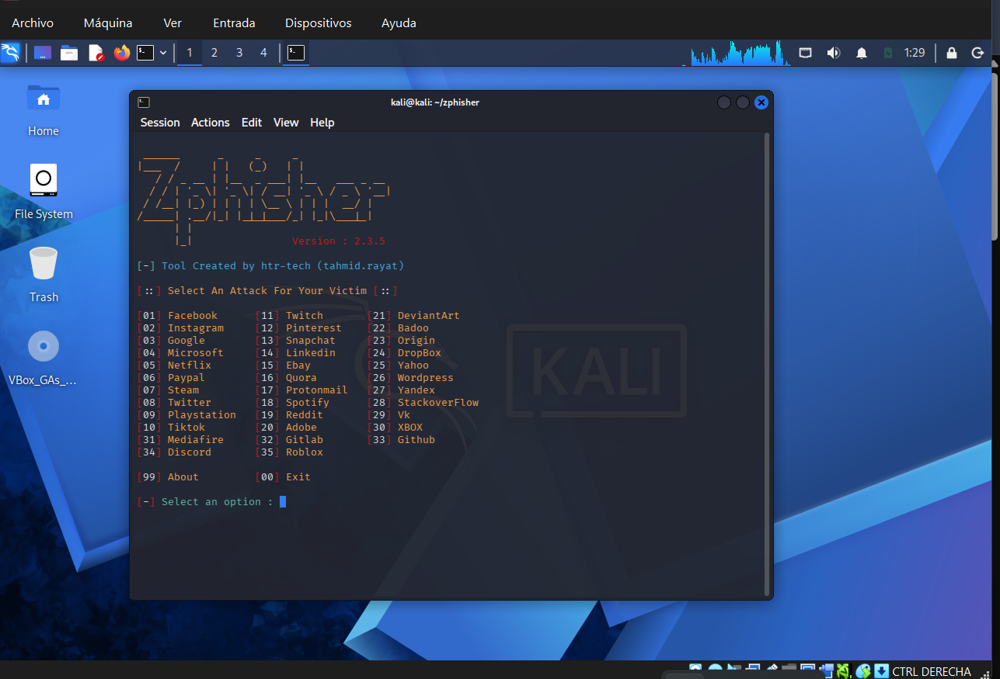 Archivo Máquina Ver Entrada Dispositivos Ayuda
1 2 3 4 1:29
kali@kali: ~/zphisher
Session Actions Edit View Help
Home
File System
Trash
VBox_GAs_...
Zphisher
Version : 2.3.5
[-] Tool Created by htr-tech (tahmid.rayat)
[::] Select An Attack For Your Victim [::]
[01] Facebook [11] Twitch [21] DeviantArt
[02] Instagram [12] Pinterest [22] Badoo
[03] Google [13] Snapchat [23] Origin
[04] Microsoft [14] Linkedin [24] DropBox
[05] Netflix [15] Ebay [25] Yahoo
[06] Paypal [16] Quora [26] Wordpress
[07] Steam [17] Protonmail [27] Yandex
[08] Twitter [18] Spotify [28] StackoverFlow
[09] Playstation [19] Reddit [29] Vk
[10] Tiktok [20] Adobe [30] XBOX
[31] Mediafire [32] Gitlab [33] Github
[34] Discord [35] Roblox
[99] About [00] Exit
[-] Select an option :
KALI
CTRL DERECHA